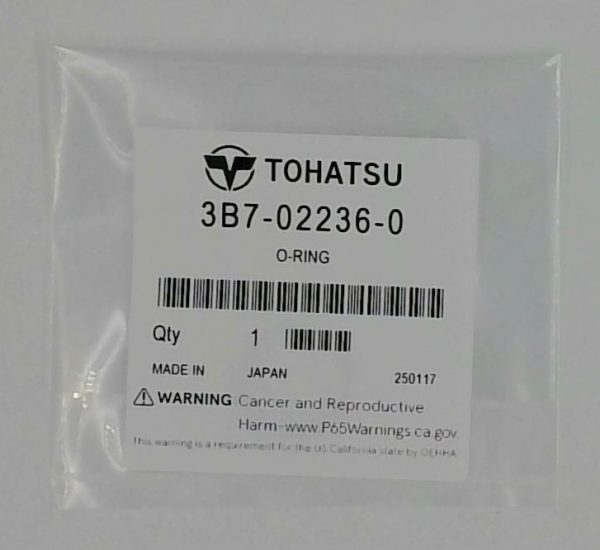 TOHATSU
3B7-02236-0
O-RING
Qty 1
MADE IN JAPAN 250117
⚠WARNING Cancer and Reproductive
Harm-www.P65Warnings.ca.gov.
This warning is a requirement for the US California state by OEHHA.